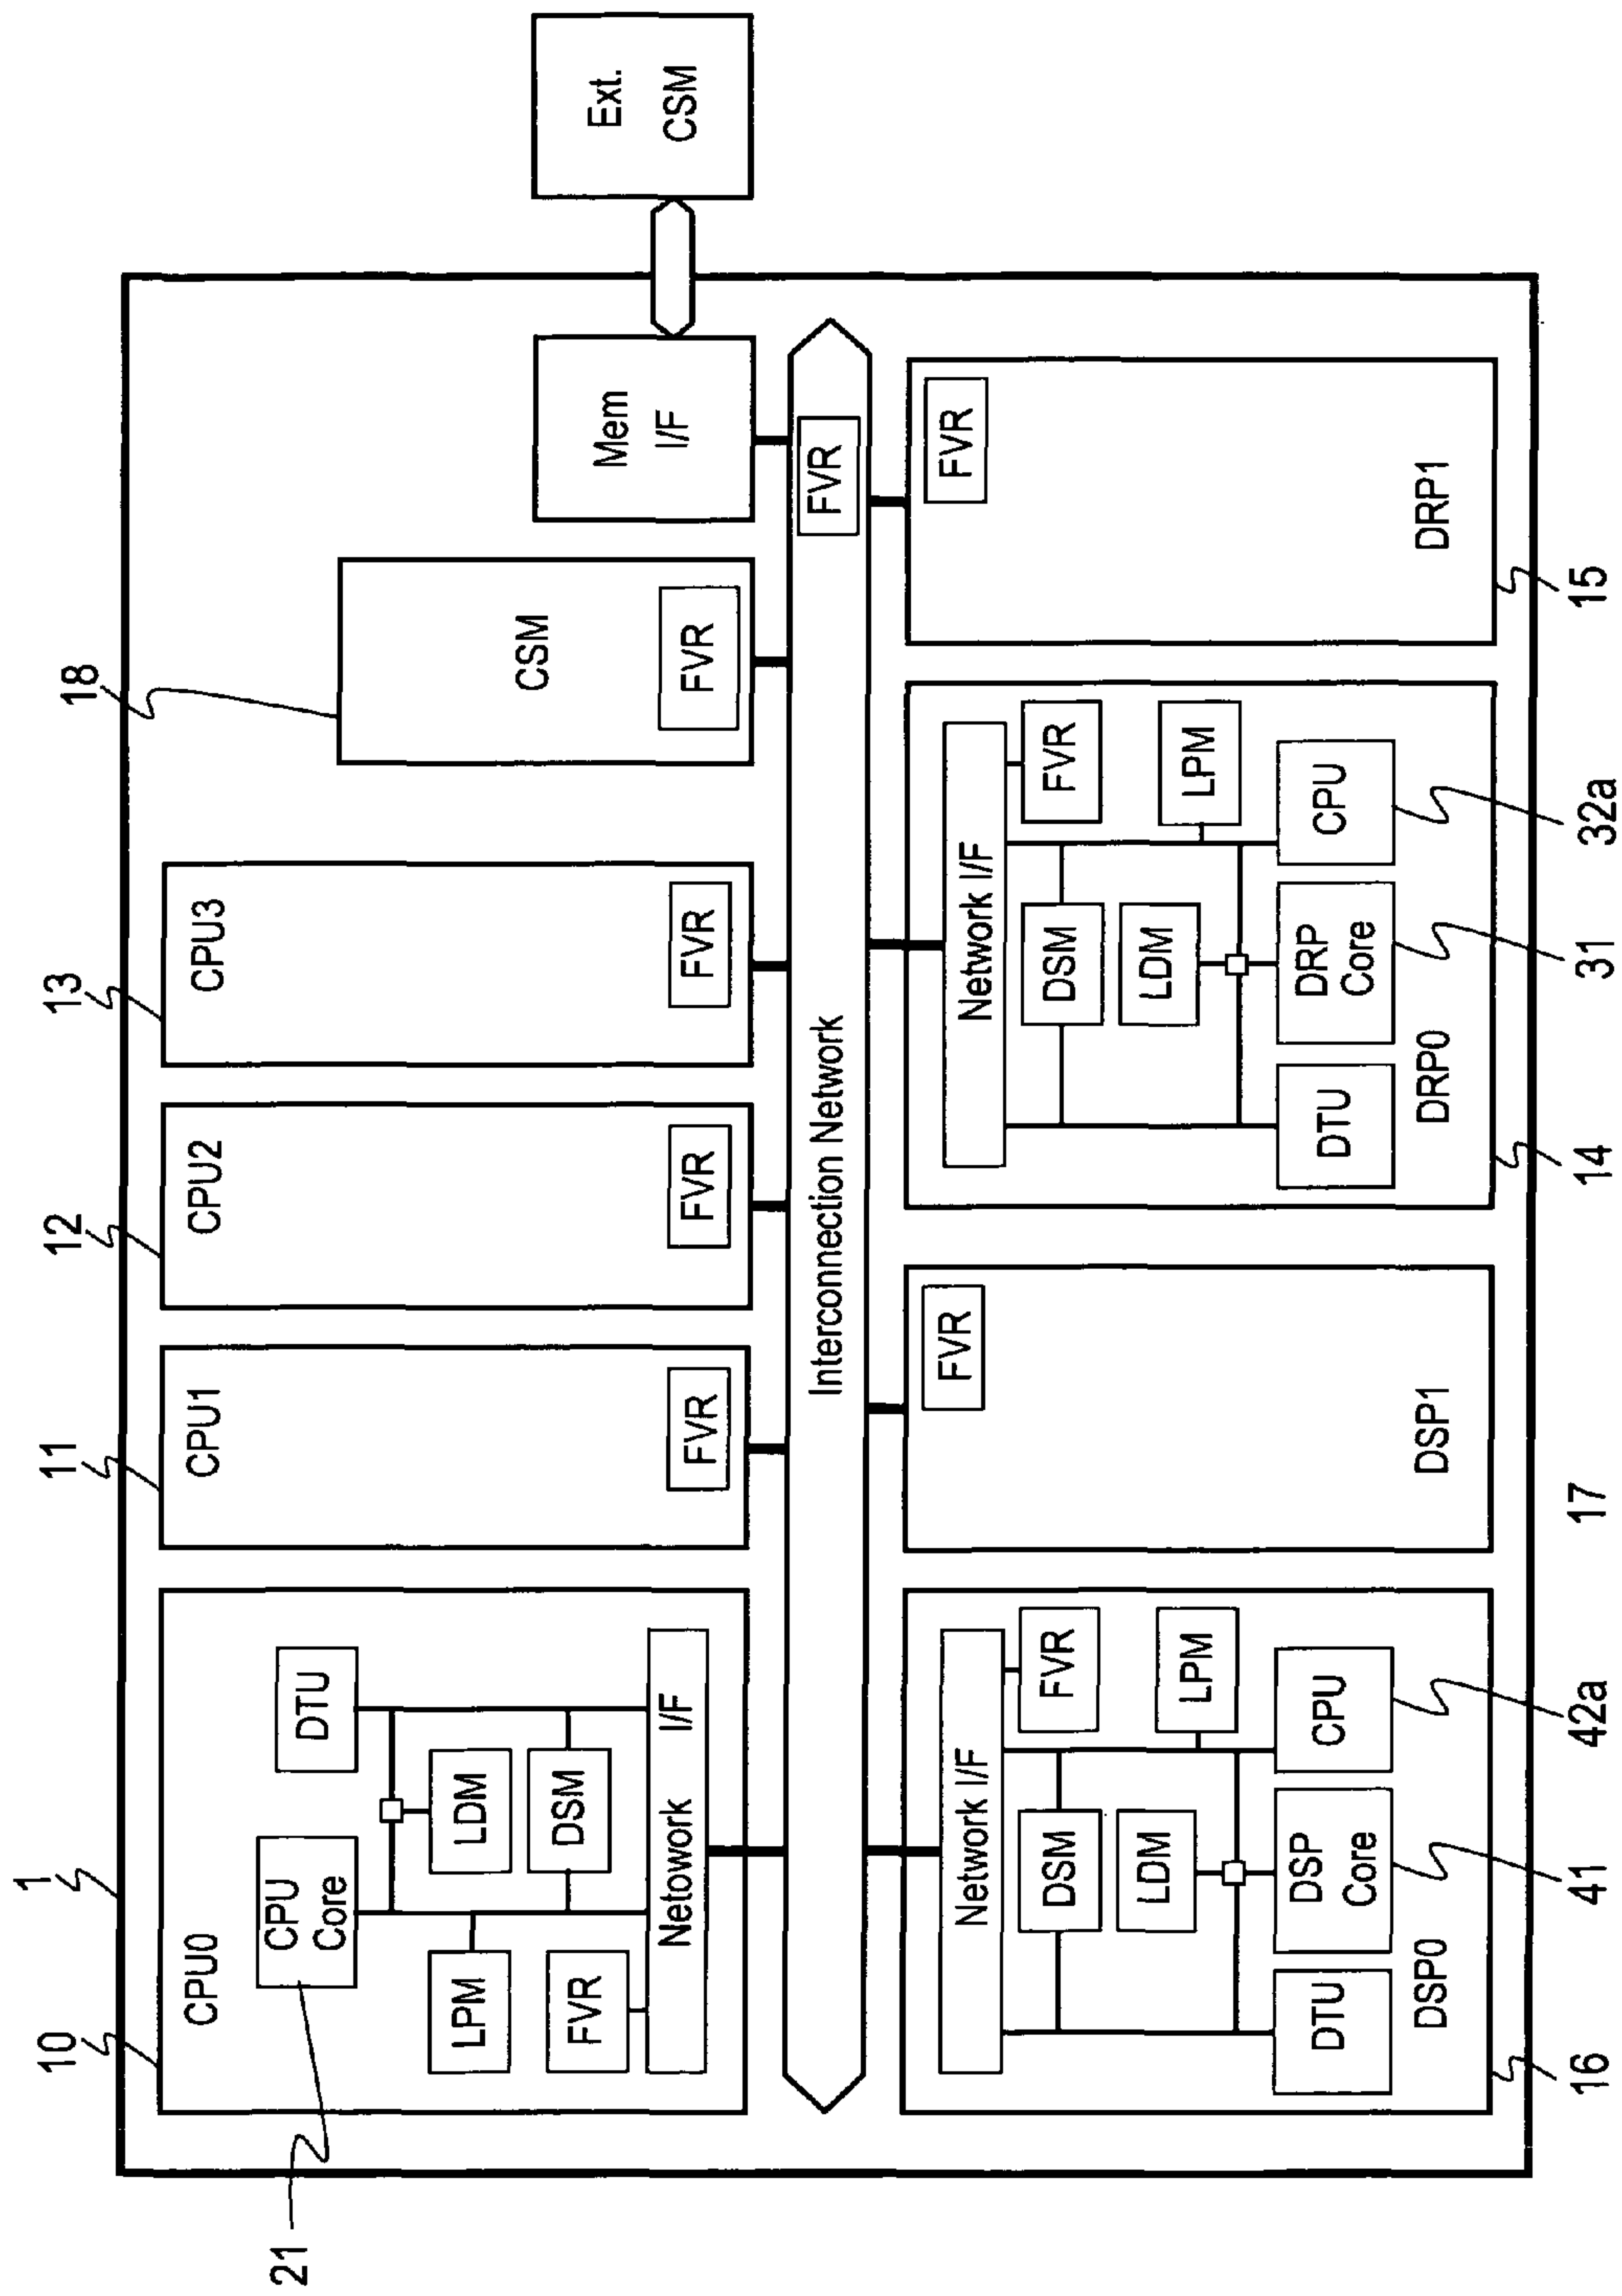 1
10
CPU0
21
CPU
Core
DTU
LPM
LDM
FVR
DSM
Netowork I/F
11
CPU1
FVR
12
CPU2
FVR
13
CPU3
FVR
18
CSM
FVR
Mem
I/F
Ext.
CSM
Interconnection Network
FVR
Network I/F
DSM
FVR
LDM
LPM
DTU
DSP
Core
CPU
DSP0
16
41
42a
FVR
DSP1
17
Network I/F
DSM
FVR
LDM
LPM
DTU
DRP
Core
CPU
DRP0
14
31
32a
FVR
DRP1
15